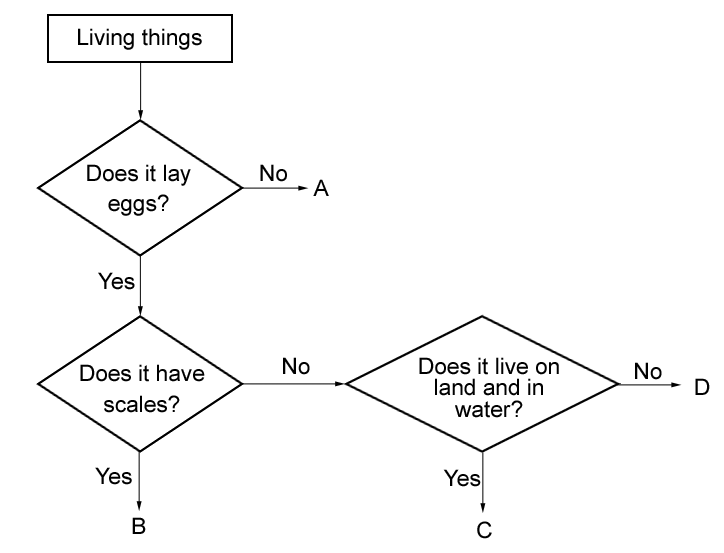 Living things
Does it lay
eggs?
No
A
Yes
Does it have
scales?
No
Does it live on
land and in
water?
No
D
Yes
B
Yes
C